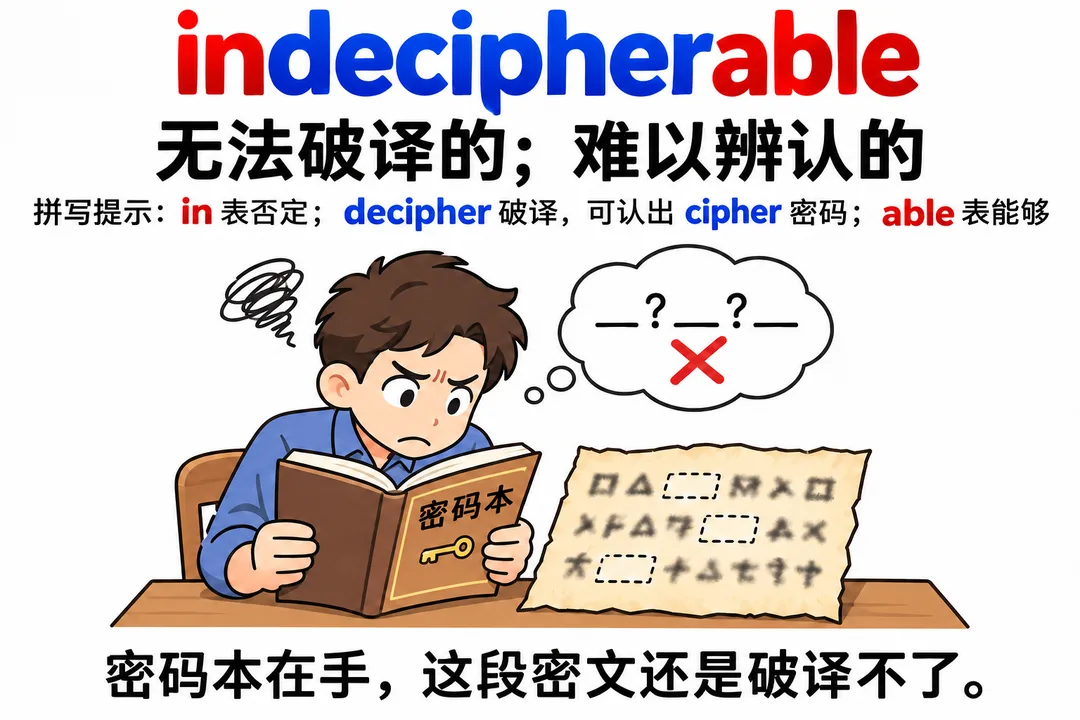 indecipherable
无法破译的；难以辨认的
拼写提示：in 表否定；decipher 破译，可认出 cipher 密码；able 表能够
?  ?
密码本
密码本在手，这段密文还是破译不了。